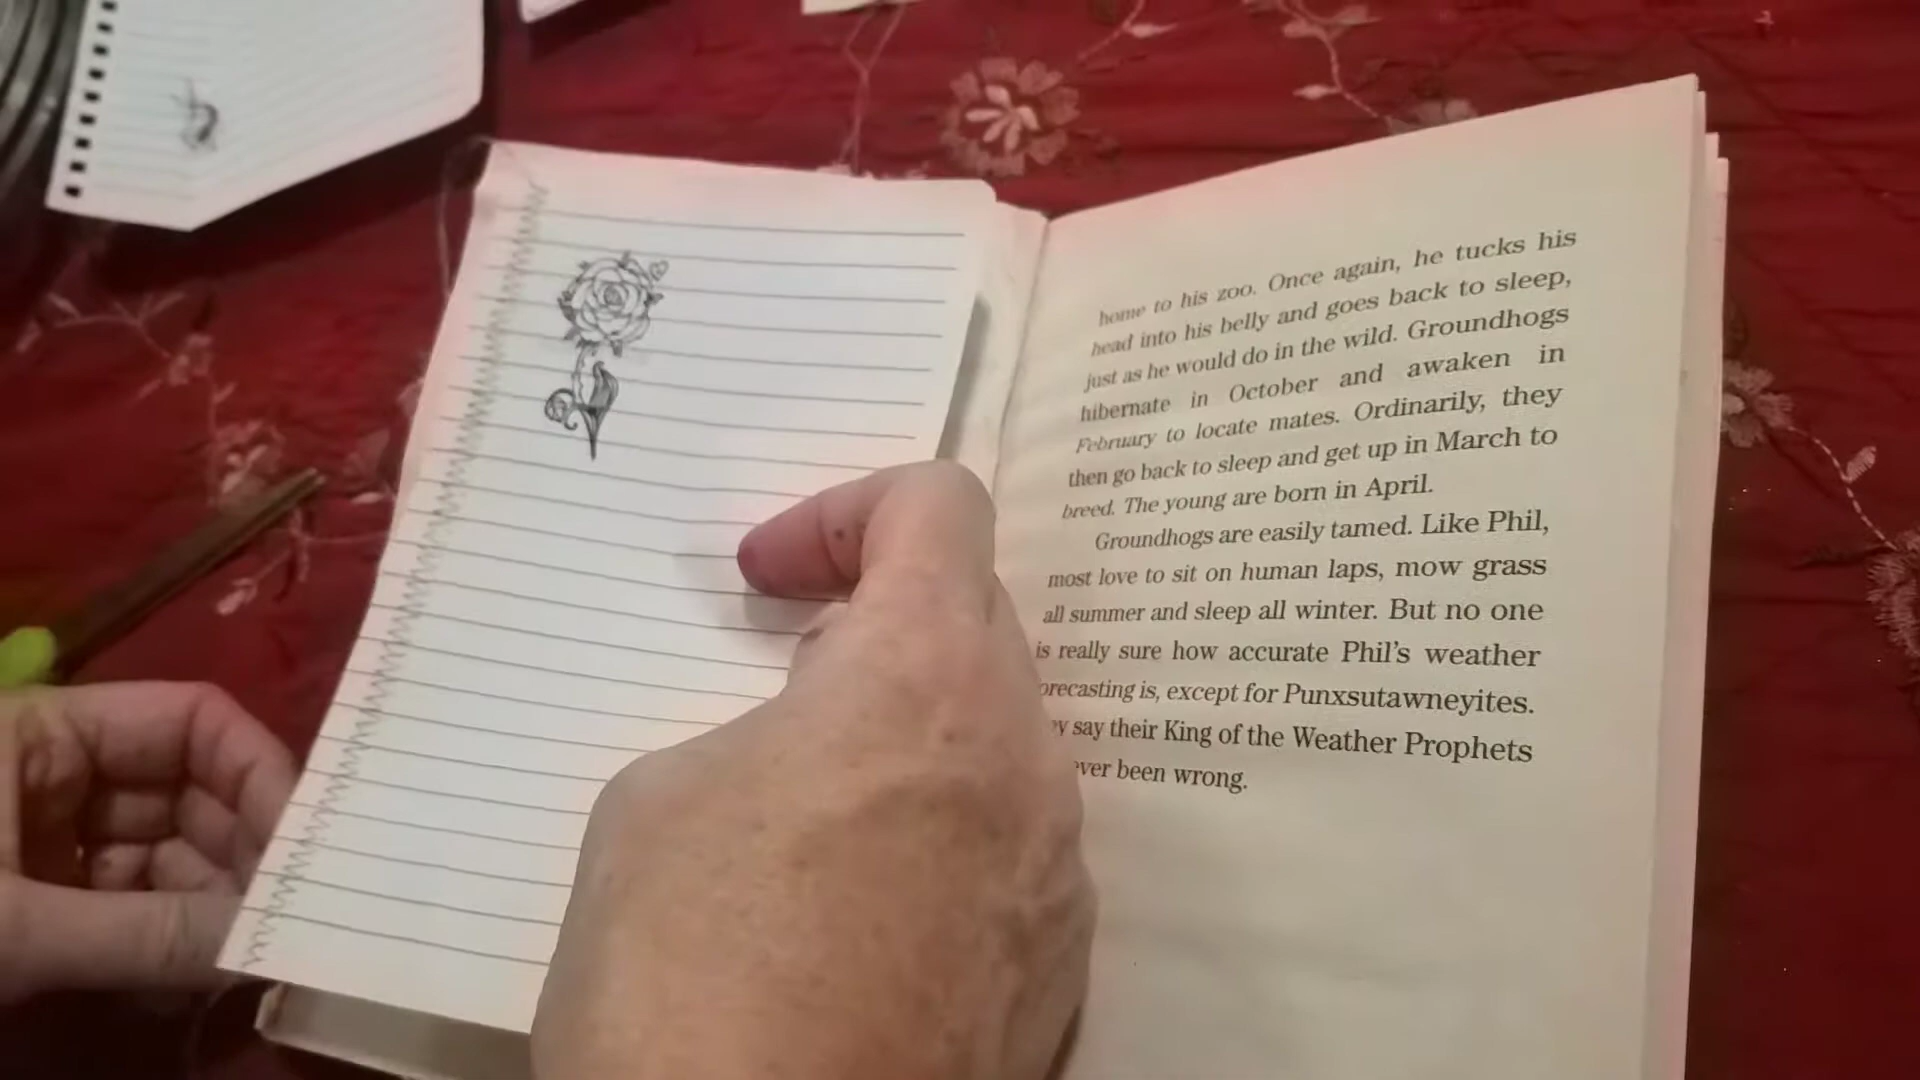 home to his zoo. Once again, he tucks his
head into his belly and goes back to sleep,
just as he would do in the wild. Groundhogs
hibernate in October and awaken in
February to locate mates. Ordinarily, they
then go back to sleep and get up in March to
breed. The young are born in April.
Groundhogs are easily tamed. Like Phil,
most love to sit on human laps, mow grass
all summer and sleep all winter. But no one
is really sure how accurate Phil's weather
orecasting is, except for Punxsutawneyites.
ey say their King of the Weather Prophets
ever been wrong.